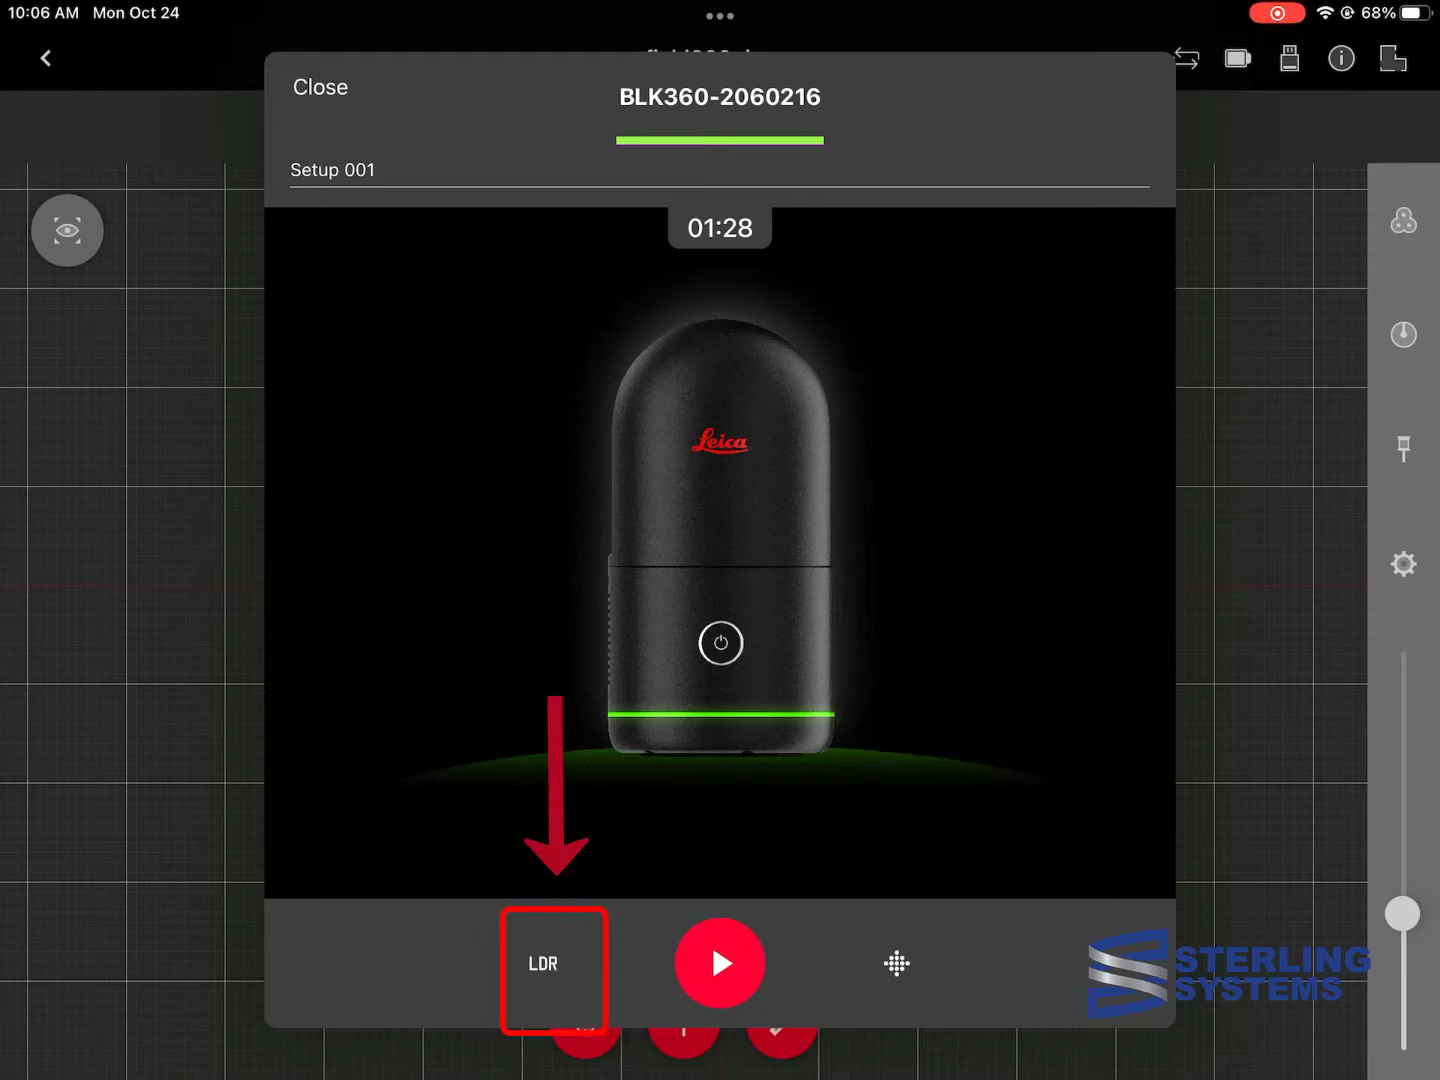 10:06 AM Mon Oct 24
68%
Close
BLK360-2060216
Setup 001
01:28
Leica
LDR
STERLING
SYSTEMS